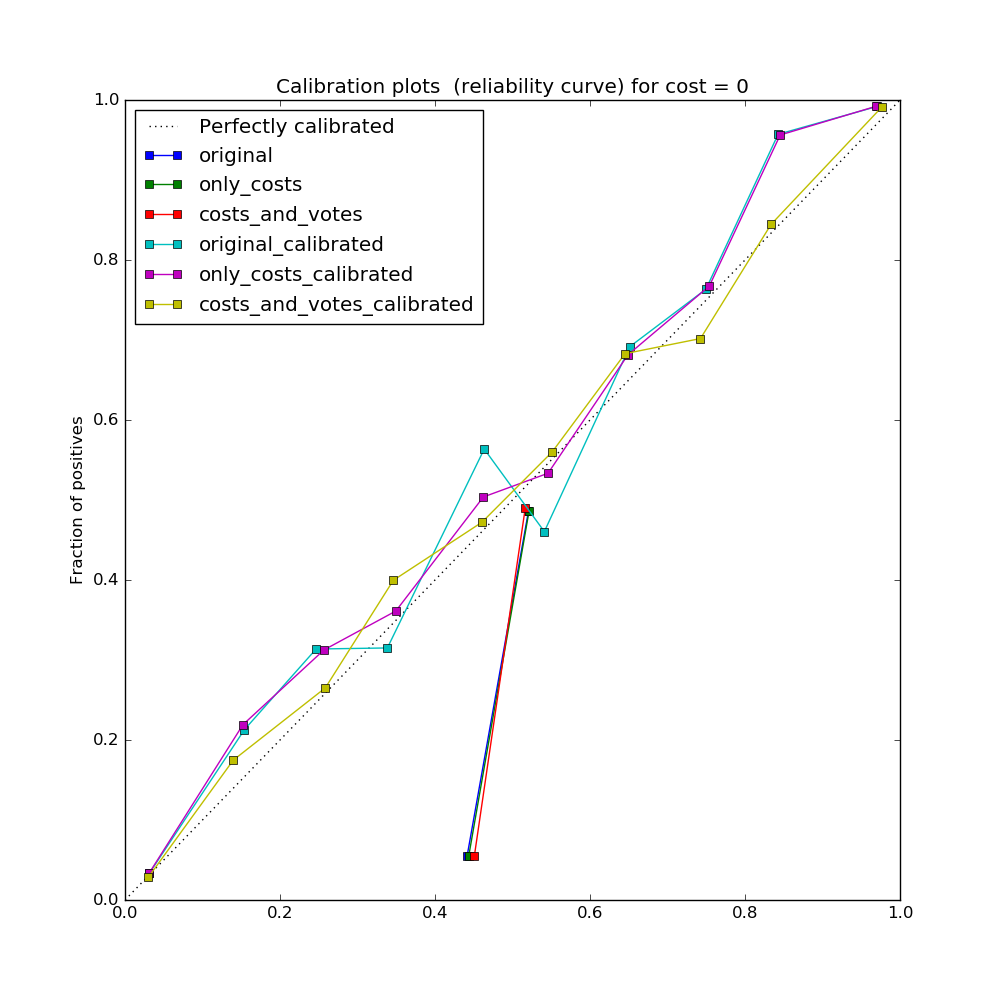 Calibration plots  (reliability curve) for cost = 0
1.0
Perfectly calibrated
original
only_costs
costs_and_votes
original_calibrated
only_costs_calibrated
costs_and_votes_calibrated
0.8
0.6
Fraction of positives
0.4
0.2
0.0
0.0 0.2 0.4 0.6 0.8 1.0